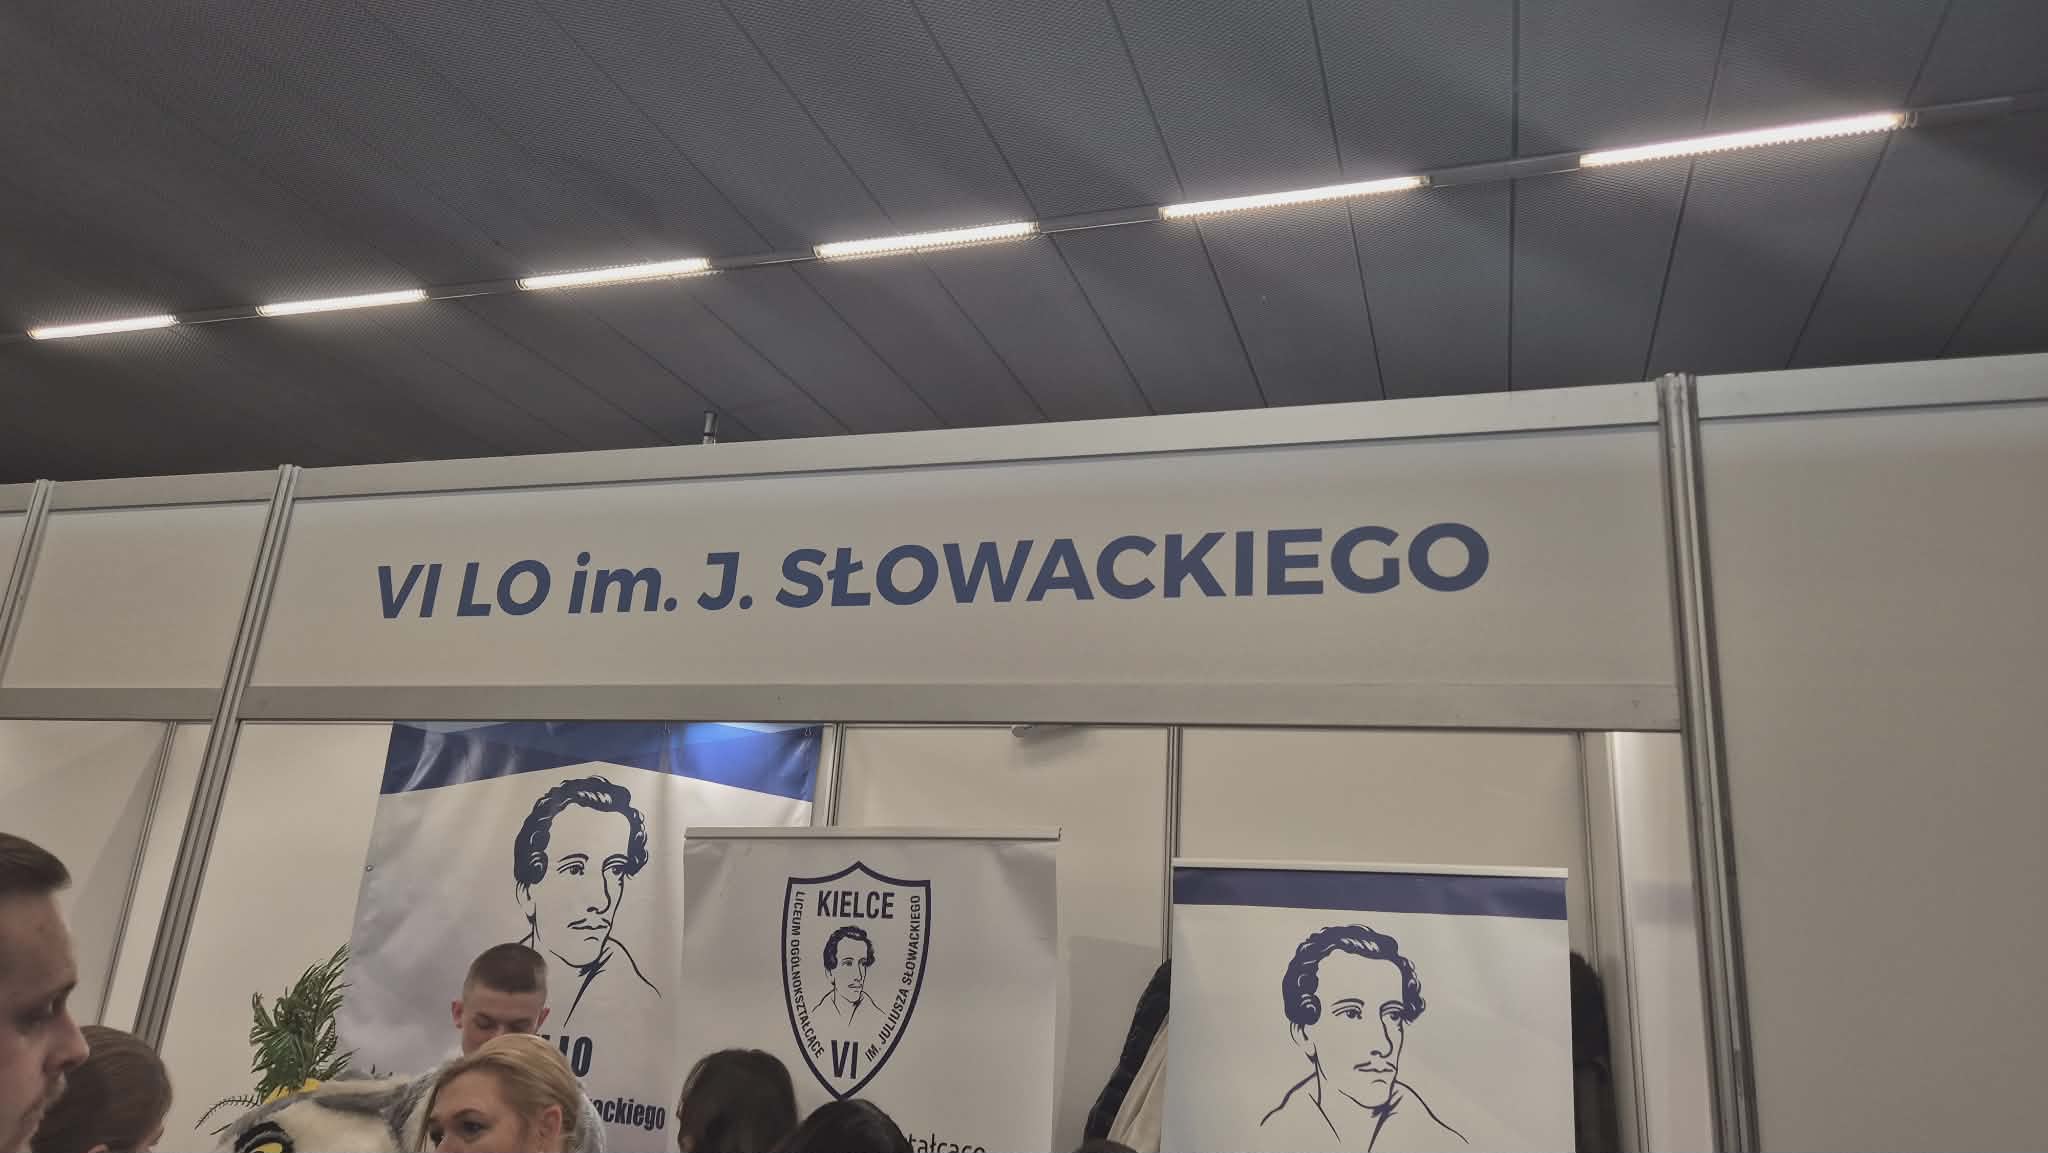 VI LO im. J. SŁOWACKIEGO
KIELCE
LICEUM OGÓLNOKSZTAŁCĄCE
IM. JULIUSZA SŁOWACKIEGO
VI
LO